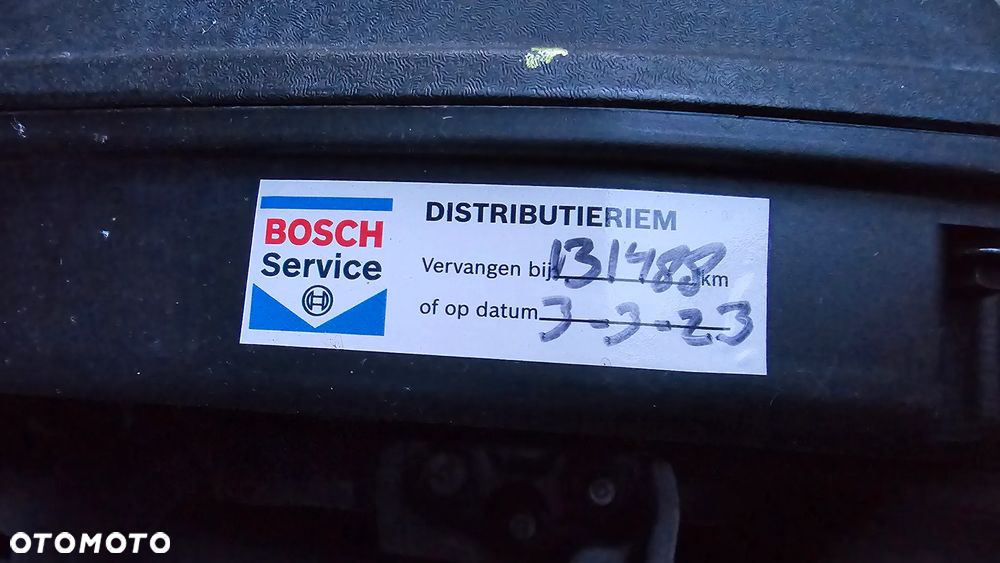 BOSCH
Service
DISTRIBUTIERIEM
Vervangen bij 131488 km
of op datum 3-3-23
OTOMOTO